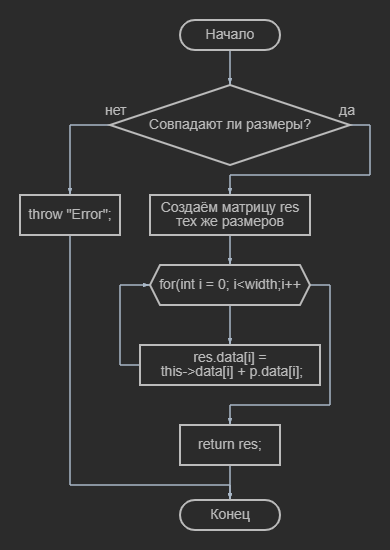 Начало
нет
да
Совпадают ли размеры?
throw "Error";
Создаём матрицу res
тех же размеров
for(int i = 0; i<width;i++
res.data[i] =
this->data[i] + p.data[i];
return res;
Конец